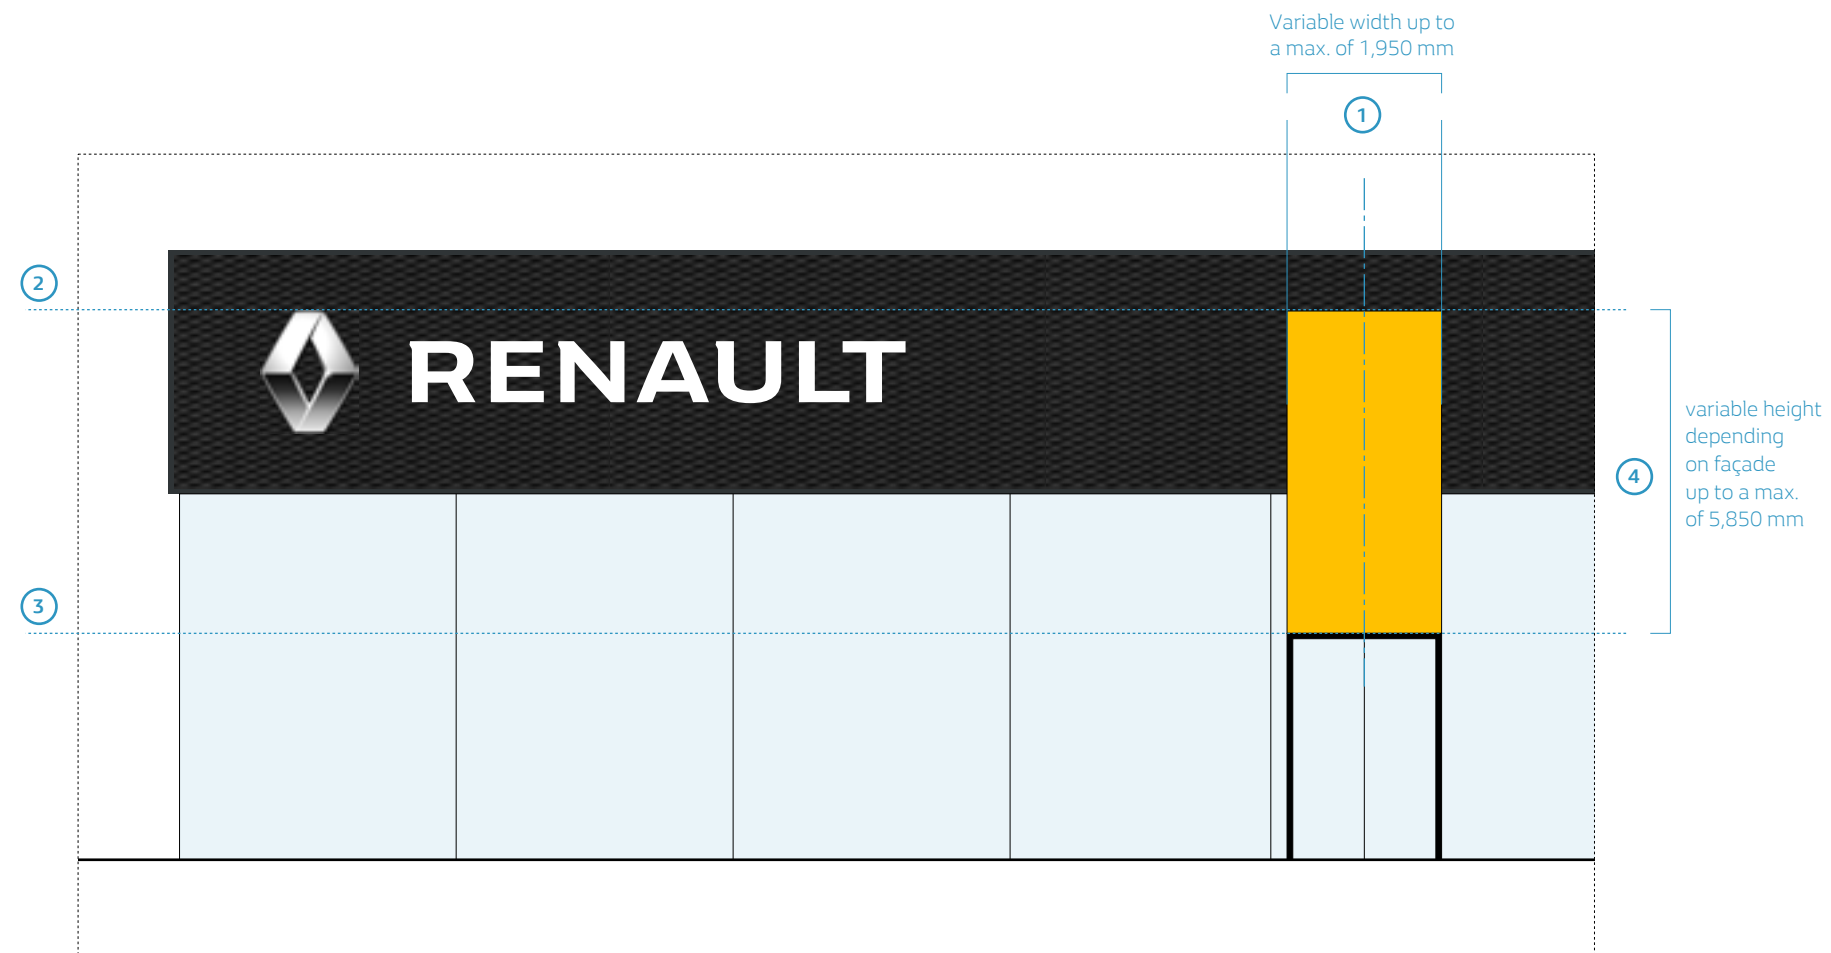 Variable width up to
a max. of 1,950 mm
1
2
RENAULT
variable height
depending
on façade
up to a max.
of 5,850 mm
4
3